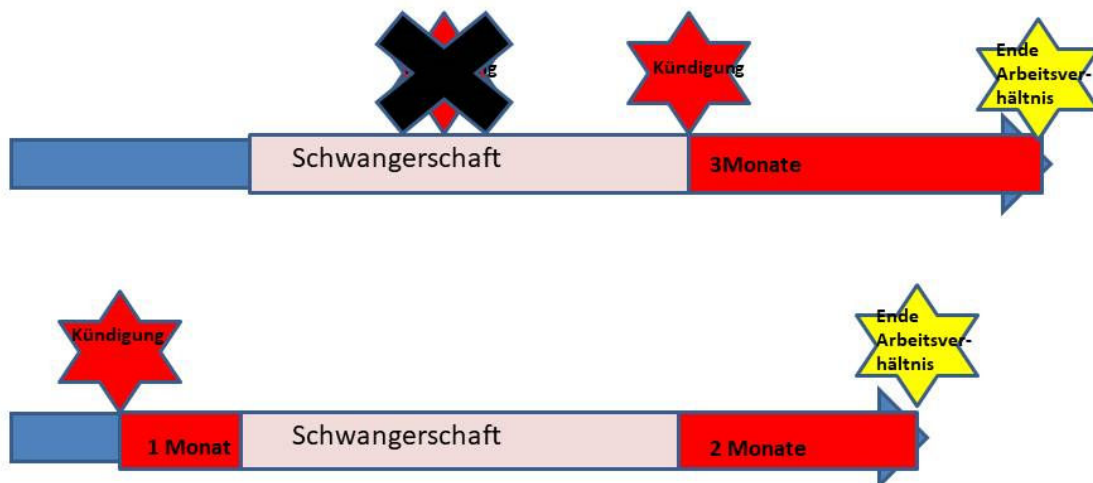 Kündigung
Ende
Arbeitsver-
hältnis
Schwangerschaft
3Monate
Kündigung
Ende
Arbeitsver-
hältnis
1 Monat
Schwangerschaft
2 Monate